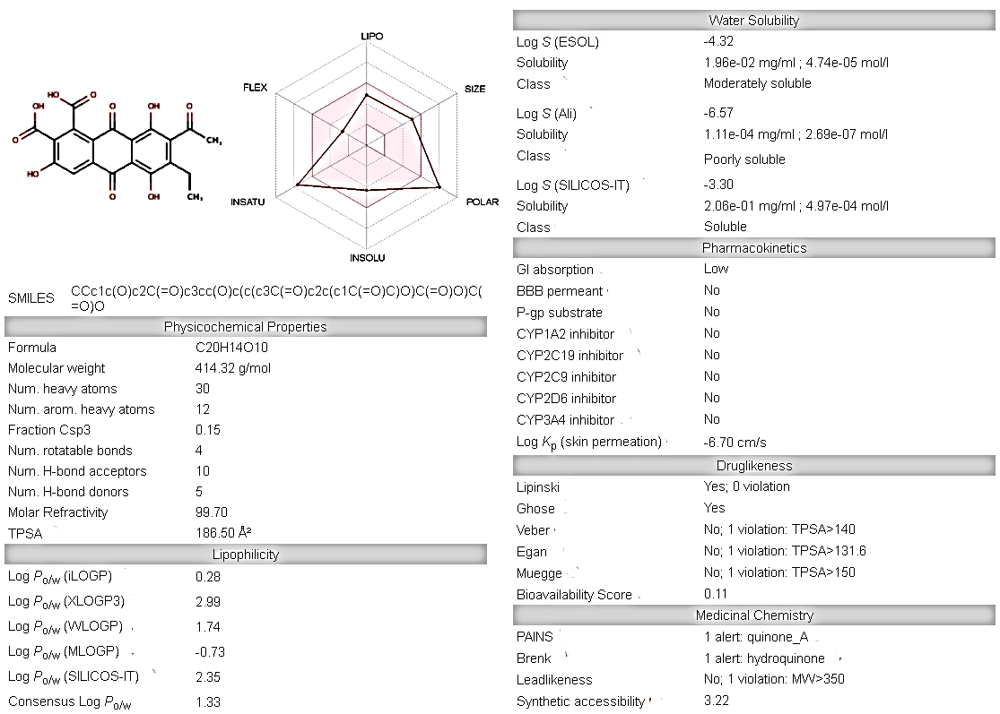 HO
O
OH
O
O
OH
O
O
CH₃
HO
O
OH
CH₃
LIPO
FLEX
SIZE
INSATU
POLAR
INSOLU
SMILES CCc1c(O)c2C(=O)c3cc(O)c(c(c3C(=O)c2c(c1C(=O)C)O)C(=O)O)C(
=O)O
Physicochemical Properties
Formula C20H14O10
Molecular weight 414.32 g/mol
Num. heavy atoms 30
Num. arom. heavy atoms 12
Fraction Csp3 0.15
Num. rotatable bonds 4
Num. H-bond acceptors 10
Num. H-bond donors 5
Molar Refractivity 99.70
TPSA 186.50 Å²
Lipophilicity
Log Po/w (iLOGP) 0.28
Log Po/w (XLOGP3) 2.99
Log Po/w (WLOGP) 1.74
Log Po/w (MLOGP) -0.73
Log Po/w (SILICOS-IT) 2.35
Consensus Log Po/w 1.33
Water Solubility
Log S (ESOL) -4.32
Solubility 1.96e-02 mg/ml ; 4.74e-05 mol/l
Class Moderately soluble
Log S (Ali) -6.57
Solubility 1.11e-04 mg/ml ; 2.69e-07 mol/l
Class Poorly soluble
Log S (SILICOS-IT) -3.30
Solubility 2.06e-01 mg/ml ; 4.97e-04 mol/l
Class Soluble
Pharmacokinetics
GI absorption Low
BBB permeant No
P-gp substrate No
CYP1A2 inhibitor No
CYP2C19 inhibitor No
CYP2C9 inhibitor No
CYP2D6 inhibitor No
CYP3A4 inhibitor No
Log Kp (skin permeation) -6.70 cm/s
Druglikeness
Lipinski Yes; 0 violation
Ghose Yes
Veber No; 1 violation: TPSA>140
Egan No; 1 violation: TPSA>131.6
Muegge No; 1 violation: TPSA>150
Bioavailability Score 0.11
Medicinal Chemistry
PAINS 1 alert: quinone_A
Brenk 1 alert: hydroquinone
Leadlikeness No; 1 violation: MW>350
Synthetic accessibility 3.22